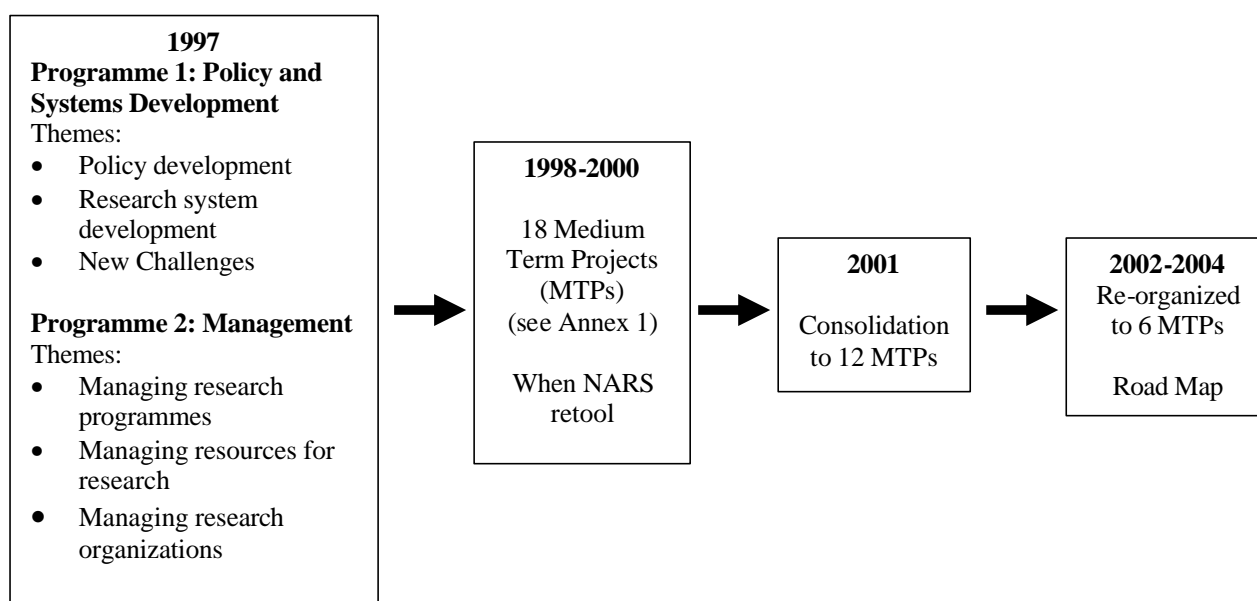 1997
Programme 1: Policy and
Systems Development
Themes:
• Policy development
• Research system
development
• New Challenges
Programme 2: Management
Themes:
• Managing research
programmes
• Managing resources for
research
• Managing research
organizations
1998-2000
18 Medium
Term Projects
(MTPs)
(see Annex 1)
When NARS
retool
2001
Consolidation
to 12 MTPs
2002-2004
Re-organized
to 6 MTPs
Road Map